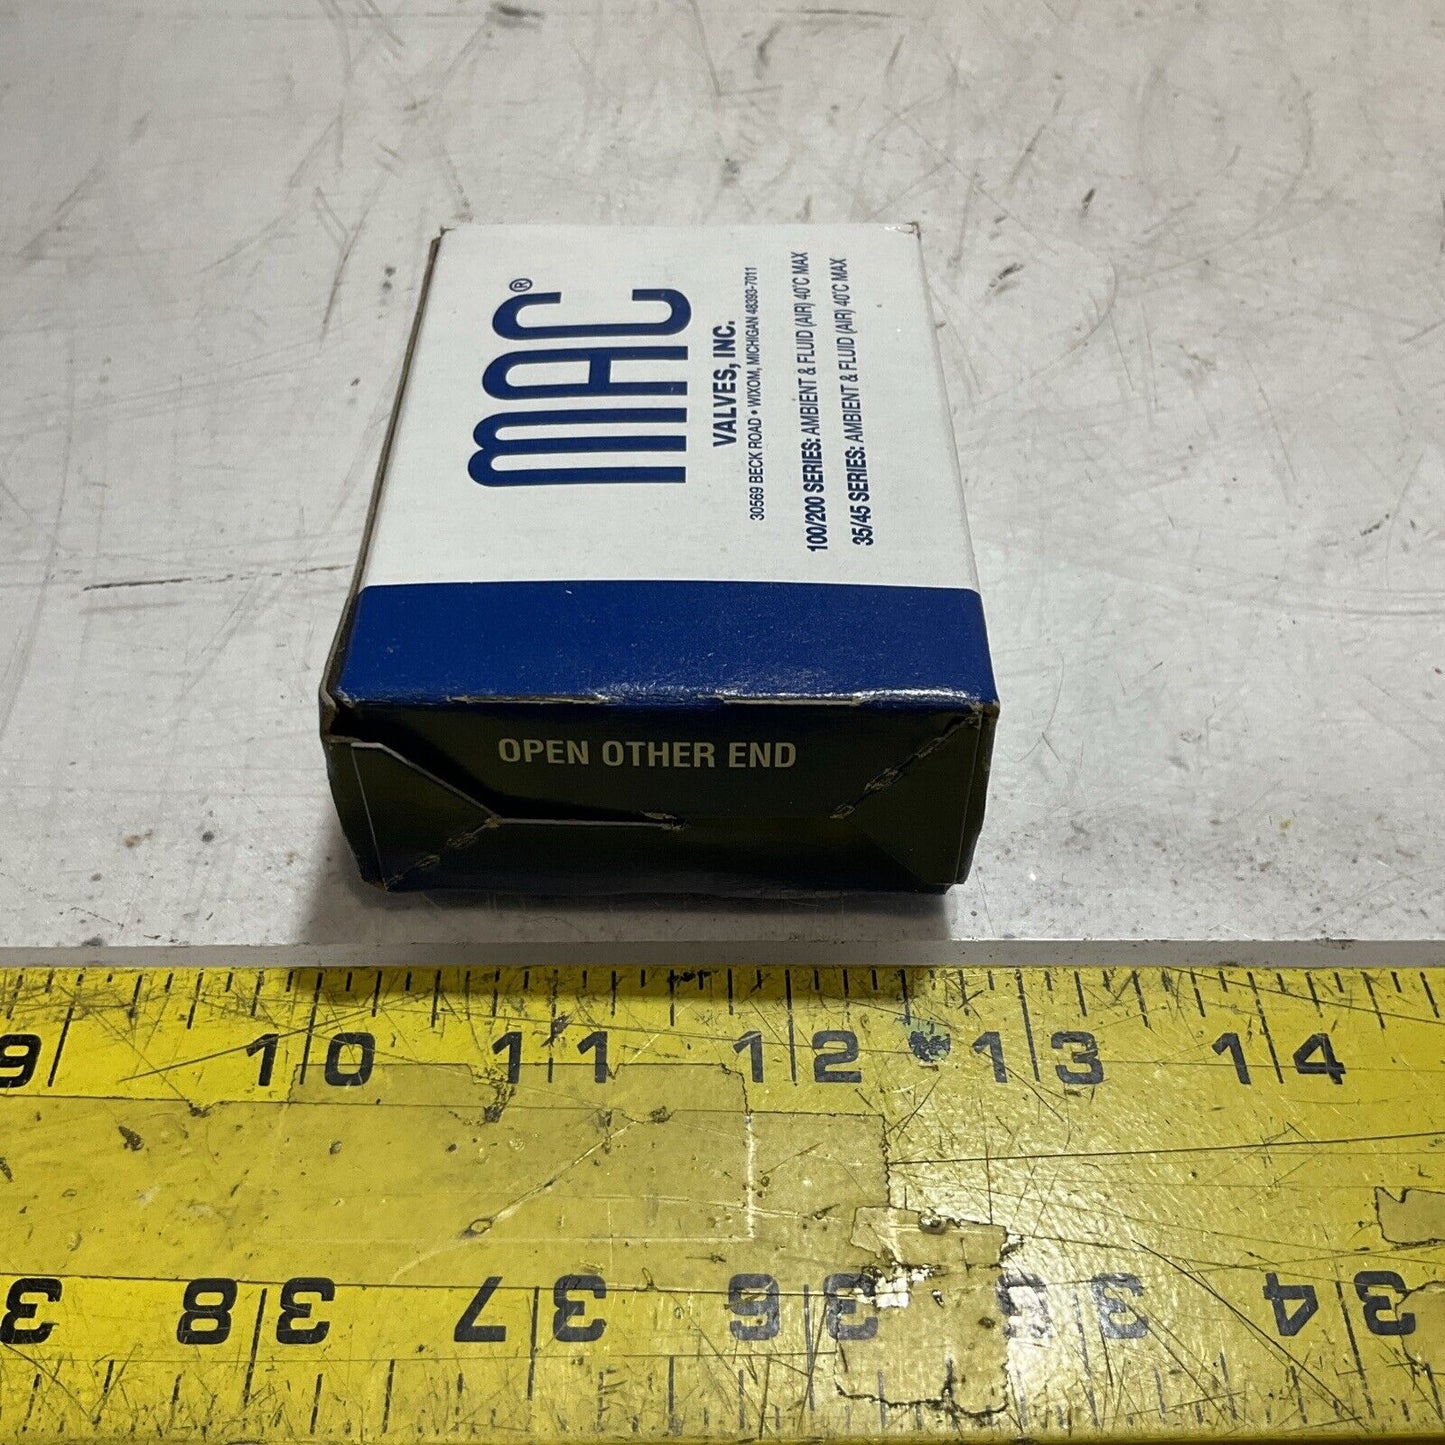 MAC®
VALVES, INC.
30569 BECK ROAD • WIXOM, MICHIGAN 48393-7011
100/200 SERIES: AMBIENT & FLUID (AIR) 40°C MAX
35/45 SERIES: AMBIENT & FLUID (AIR) 40°C MAX
OPEN OTHER END
9 10 11 12 13 14
3 38 37 36 35 34